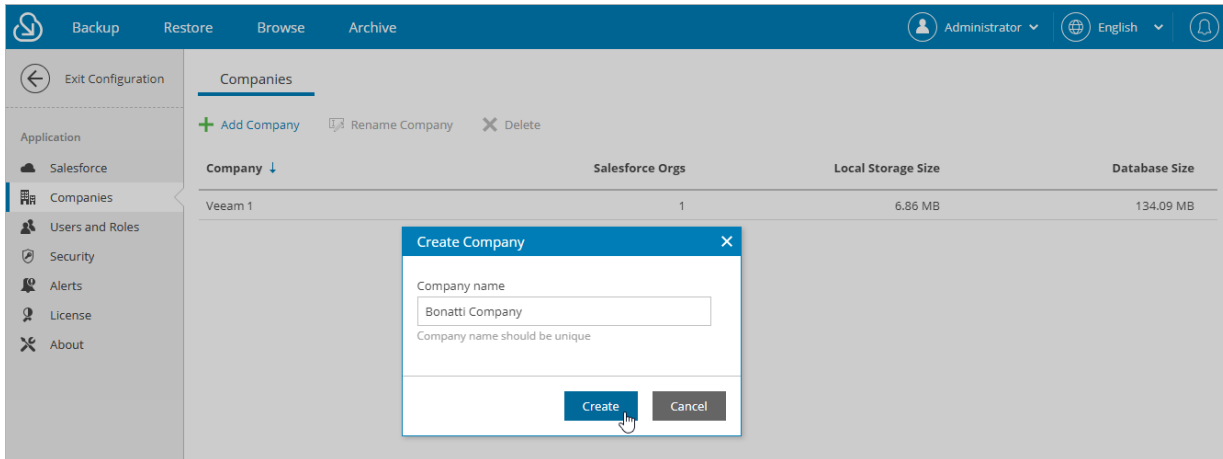 Backup Restore Browse Archive Administrator English
Exit Configuration
Companies
Add Company Rename Company Delete
Application
Salesforce
Companies
Users and Roles
Security
Alerts
License
About
Company Salesforce Orgs Local Storage Size Database Size
Veeam 1 1 6.86 MB 134.09 MB
Create Company
Company name
Bonatti Company
Company name should be unique
Create Cancel